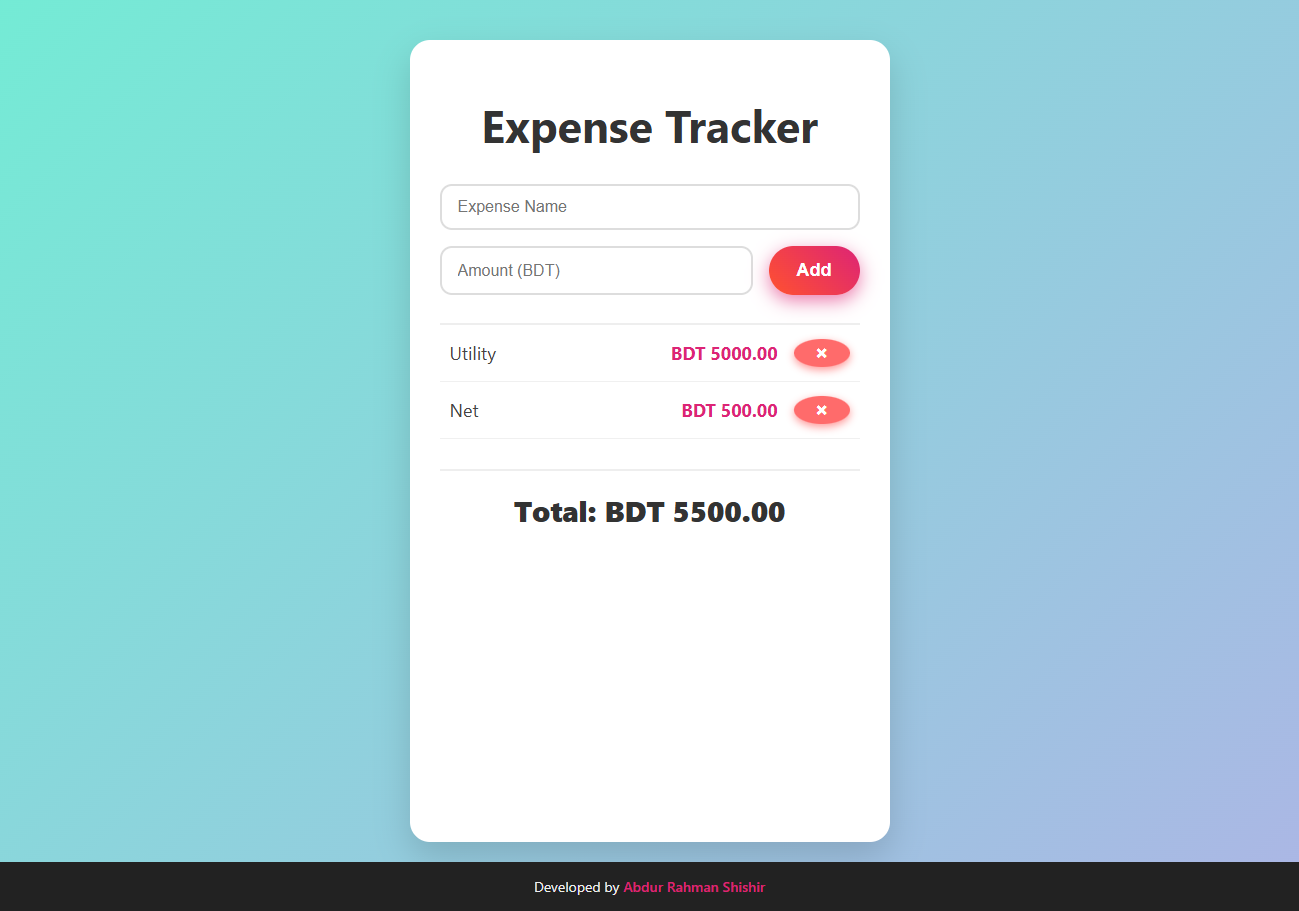 Expense Tracker
Expense Name
Amount (BDT) Add
Utility BDT 5000.00 ×
Net BDT 500.00 ×
Total: BDT 5500.00
Developed by Abdur Rahman Shishir